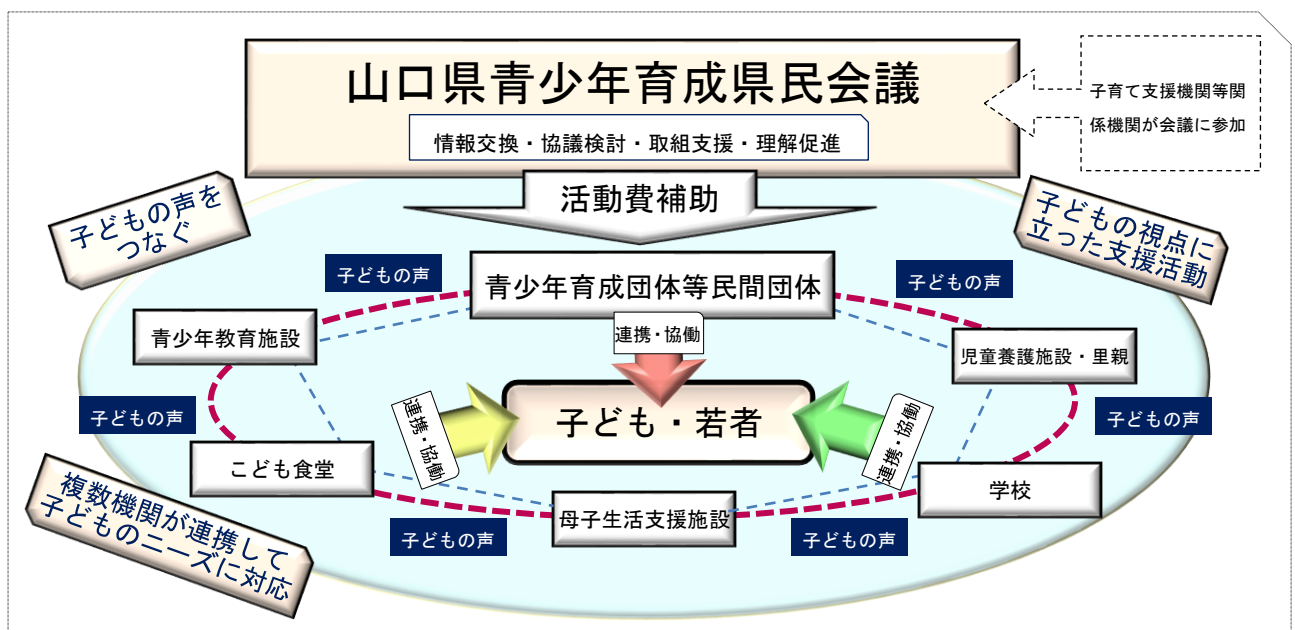 山口県青少年育成県民会議
情報交換・協議検討・取組支援・理解促進
子育て支援機関等関
係機関が会議に参加
活動費補助
子どもの声を
つなぐ
子どもの視点に
立った支援活動
子どもの声
青少年育成団体等民間団体
子どもの声
青少年教育施設
連携・協働
児童養護施設・里親
子どもの声
連携・協働
子ども・若者
連携・協働
子どもの声
こども食堂
学校
複数機関が連携して
子どものニーズに対応
母子生活支援施設
子どもの声
子どもの声